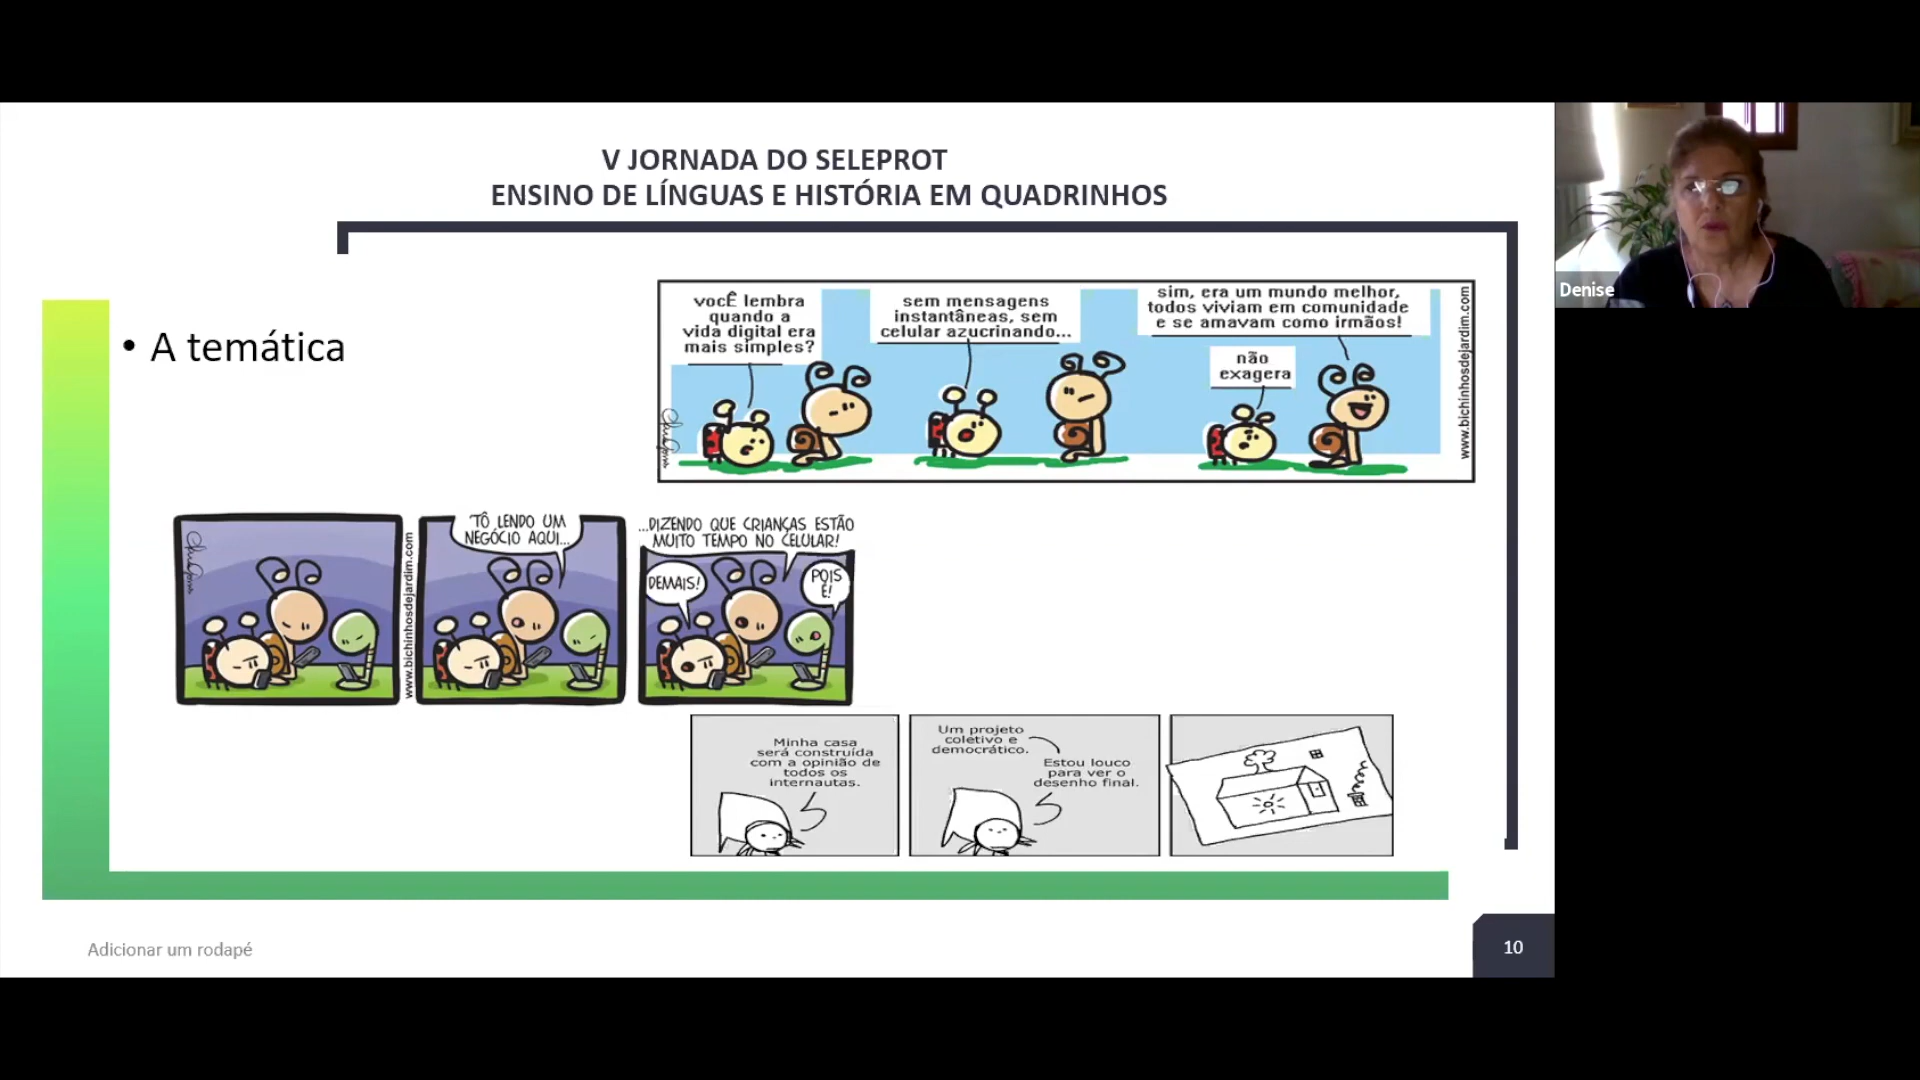 V JORNADA DO SELEPROT
ENSINO DE LÍNGUAS E HISTÓRIA EM QUADRINHOS
Denise
• A temática
vocÊ lembra
quando a
vida digital era
mais simples?
sem mensagens
instantâneas, sem
celular azucrinando...
sim, era um mundo melhor,
todos viviam em comunidade
e se amavam como irmãos!
não
exagera
www.bichinhosdejardim.com
TÔ LENDO UM
NEGÓCIO AQUI...
...DIZENDO QUE CRIANÇAS ESTÃO
MUITO TEMPO NO CELULAR!
DEMAIS!
POIS
É!
www.bichinhosdejardim.com
Minha casa
será construída
com a opinião de
todos os
internautas.
Um projeto
coletivo e
democrático.
Estou louco
para ver o
desenho final.
Adicionar um rodapé
10